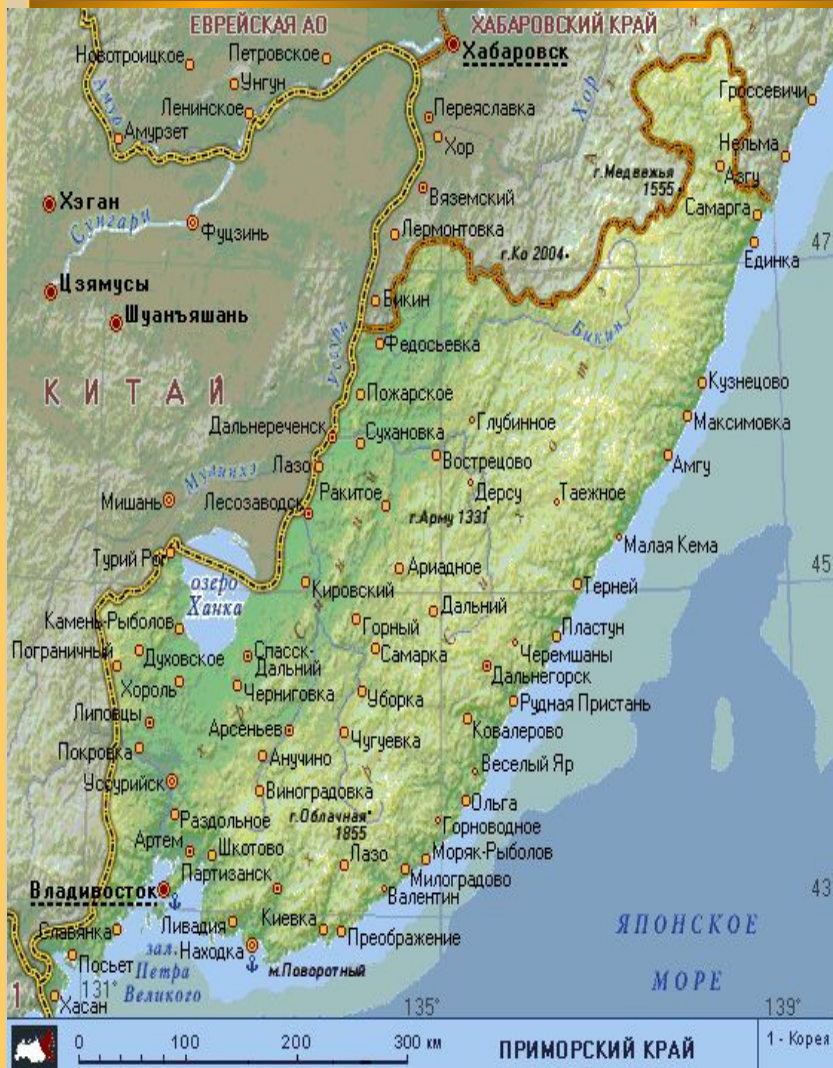 ЕВРЕЙСКАЯ АО
ХАБАРОВСКИЙ КРАЙ
Новотроицкое
Петровское
Хабаровск
Унгун
Амур
Ленинское
Амурзет
Переяславка
Хор
Хор
Гроссевичи
Нельма
г.Медвежья
1555
Агзу
Самарга
Единка
47
Хэган
Сунгари
Фуцзинь
Вяземский
Лермонтовка
г.Ко 2004
Цзямусы
Шуанъяшань
Бикин
Бикин
Уссури
Федосьевка
КИТАЙ
Пожарское
Кузнецово
Максимовка
Глубинное
Дальнереченск
Сухановка
Вострецово
Амгу
Лазо
Мулинхэ
Мишань
Лесозаводск
Ракитое
Дерсу
Таежное
г.Арму 1331
Турий Рог
Малая Кема
озеро
Ханка
Кировский
Ариадное
Терней
45
Камень-Рыболов
Дальний
Горный
Пластун
Пограничный
Духовское
Спасск-
Дальний
Самарка
Черемшаны
Дальнегорск
Хороль
Черниговка
Уборка
Рудная Пристань
Липовцы
Арсеньев
Чугуевка
Ковалерово
Покровка
Анучино
Веселый Яр
Уссурийск
Виноградовка
Ольга
Раздольное
г.Облачная
1855
Горноводное
Артем
Шкотово
Лазо
Моряк-Рыболов
Партизанск
Милоградово
Владивосток
Валентин
43
Славянка
Ливадия
Киевка
Преображение
Находка
зал.
Петра
Великого
м.Поворотный
Посьет
Хасан
ЯПОНСКОЕ
МОРЕ
1
131°
135°
139°
0 100 200 300 км
ПРИМОРСКИЙ КРАЙ
1 - Корея